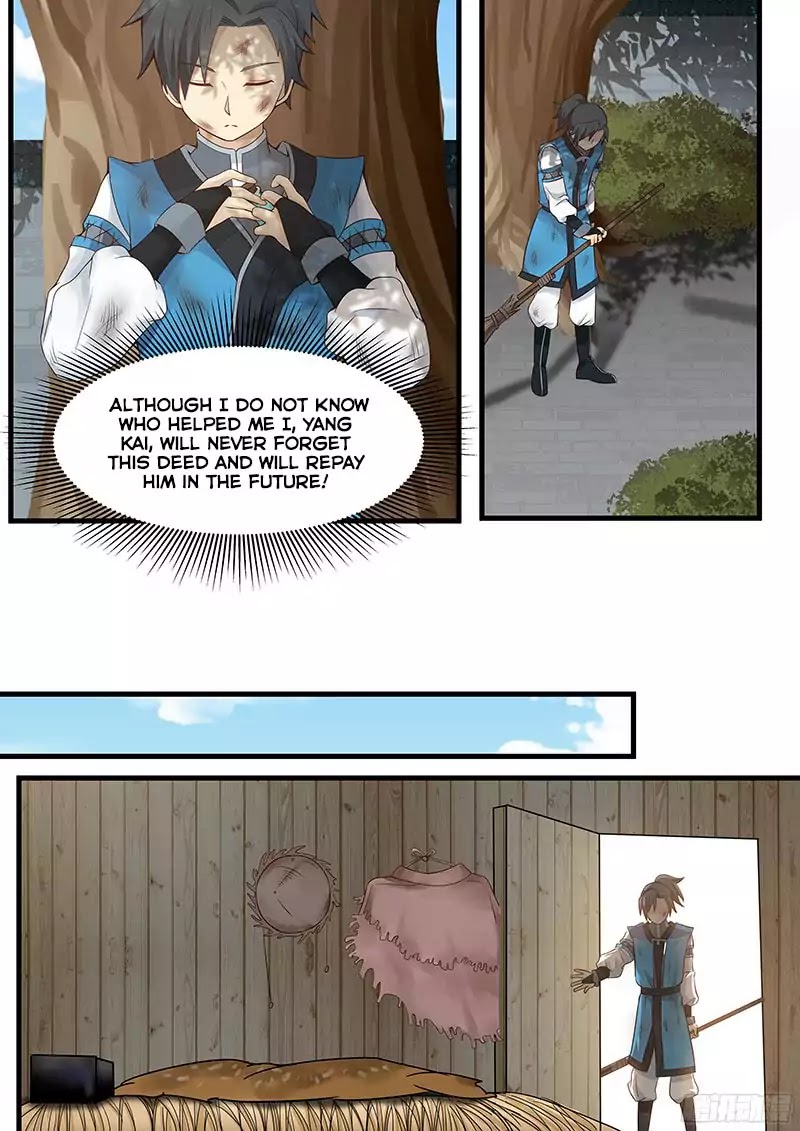 ALTHOUGH I DO NOT KNOW
WHO HELPED ME I, YANG
KAI, WILL NEVER FORGET
THIS DEED AND WILL REPAY
HIM IN THE FUTURE!